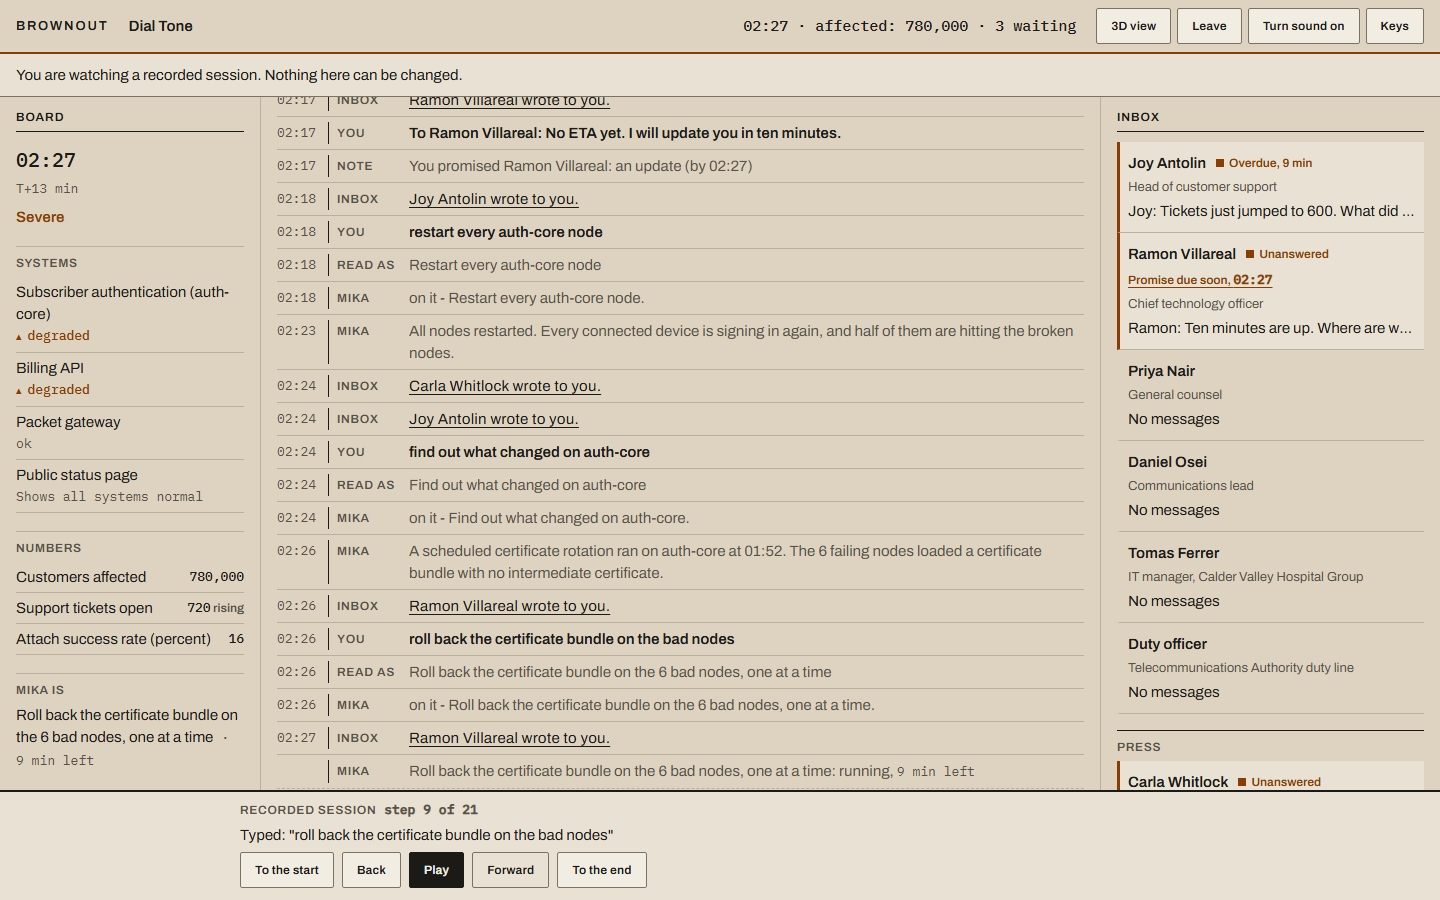 BROWNOUT Dial Tone 02:27 · affected: 780,000 · 3 waiting 3D view Leave Turn sound on Keys
You are watching a recorded session. Nothing here can be changed.
BOARD
02:27
T+13 min
Severe
SYSTEMS
Subscriber authentication (auth-
core)
▲ degraded
Billing API
▲ degraded
Packet gateway
ok
Public status page
Shows all systems normal
NUMBERS
Customers affected 780,000
Support tickets open 720 rising
Attach success rate (percent) 16
MIKA IS
Roll back the certificate bundle on
the 6 bad nodes, one at a time ·
9 min left
02:17 INBOX Ramon Villareal wrote to you.
02:17 YOU To Ramon Villareal: No ETA yet. I will update you in ten minutes.
02:17 NOTE You promised Ramon Villareal: an update (by 02:27)
02:18 INBOX Joy Antolin wrote to you.
02:18 YOU restart every auth-core node
02:18 READ AS Restart every auth-core node
02:18 MIKA on it - Restart every auth-core node.
02:23 MIKA All nodes restarted. Every connected device is signing in again, and half of them are hitting the broken
nodes.
02:24 INBOX Carla Whitlock wrote to you.
02:24 INBOX Joy Antolin wrote to you.
02:24 YOU find out what changed on auth-core
02:24 READ AS Find out what changed on auth-core
02:24 MIKA on it - Find out what changed on auth-core.
02:26 MIKA A scheduled certificate rotation ran on auth-core at 01:52. The 6 failing nodes loaded a certificate
bundle with no intermediate certificate.
02:26 INBOX Ramon Villareal wrote to you.
02:26 YOU roll back the certificate bundle on the bad nodes
02:26 READ AS Roll back the certificate bundle on the 6 bad nodes, one at a time
02:26 MIKA on it - Roll back the certificate bundle on the 6 bad nodes, one at a time.
02:27 INBOX Ramon Villareal wrote to you.
MIKA Roll back the certificate bundle on the 6 bad nodes, one at a time: running, 9 min left
INBOX
Joy Antolin Overdue, 9 min
Head of customer support
Joy: Tickets just jumped to 600. What did ...
Ramon Villareal Unanswered
Promise due soon, 02:27
Chief technology officer
Ramon: Ten minutes are up. Where are w...
Priya Nair
General counsel
No messages
Daniel Osei
Communications lead
No messages
Tomas Ferrer
IT manager, Calder Valley Hospital Group
No messages
Duty officer
Telecommunications Authority duty line
No messages
PRESS
Carla Whitlock Unanswered
RECORDED SESSION step 9 of 21
Typed: "roll back the certificate bundle on the bad nodes"
To the start Back Play Forward To the end